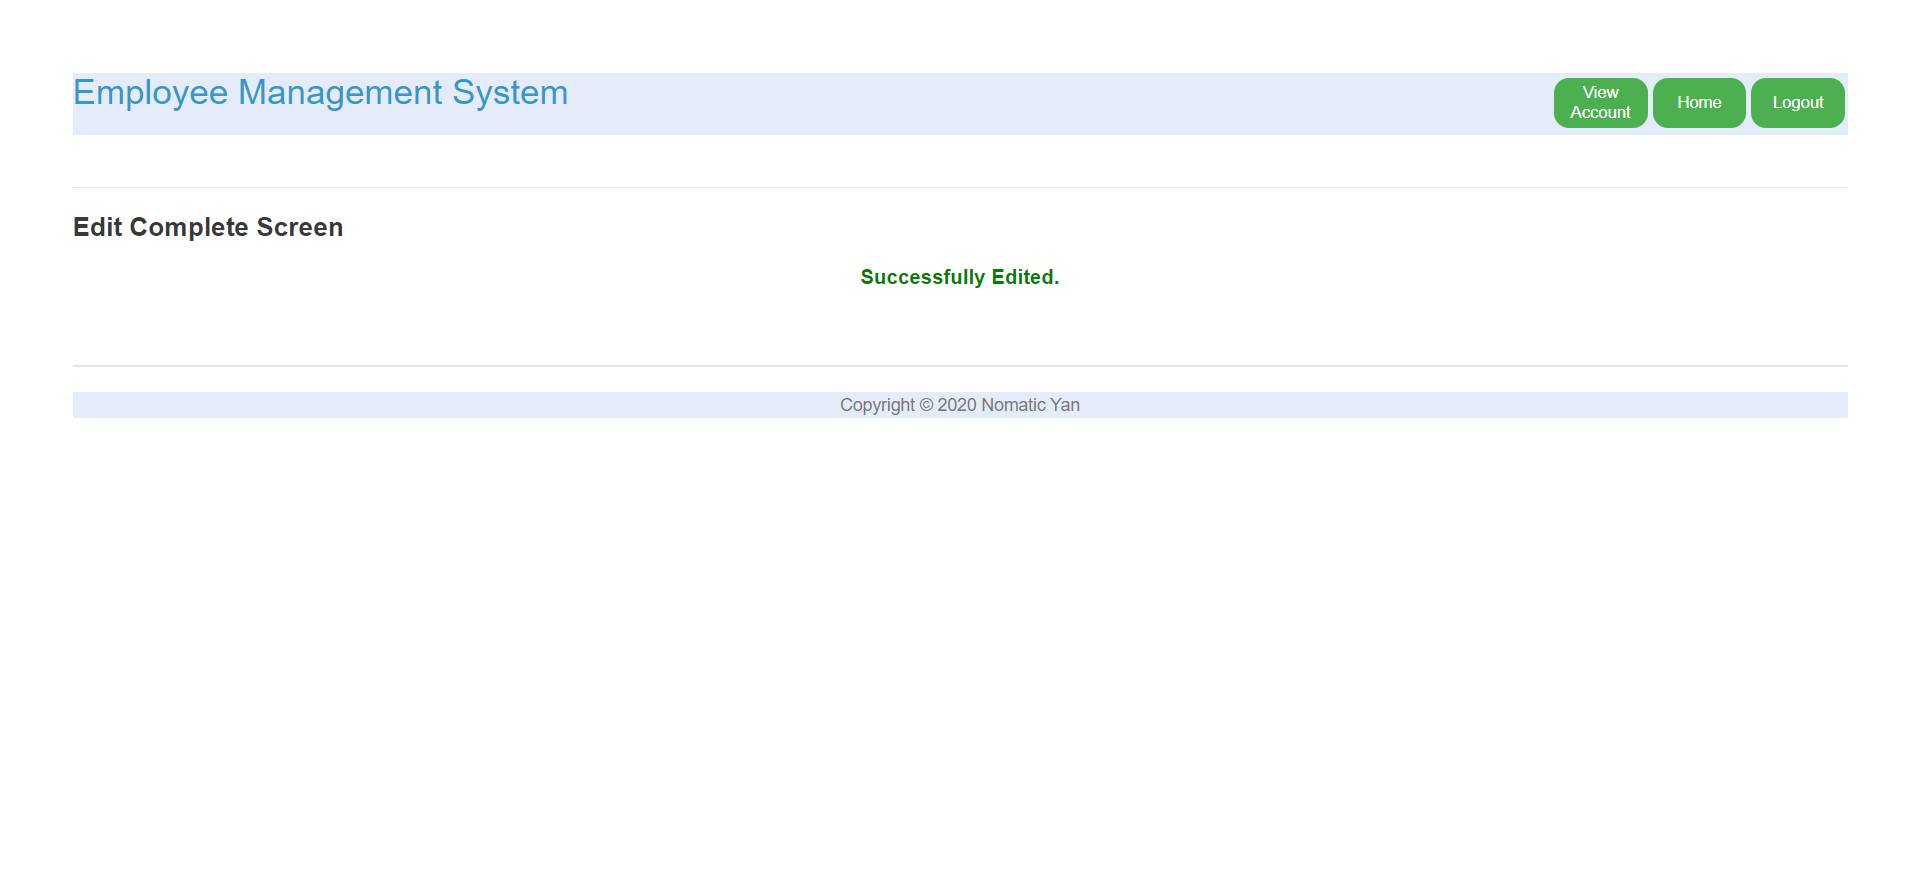 Employee Management System
View
Account
Home
Logout
Edit Complete Screen
Successfully Edited.
Copyright © 2020 Nomatic Yan